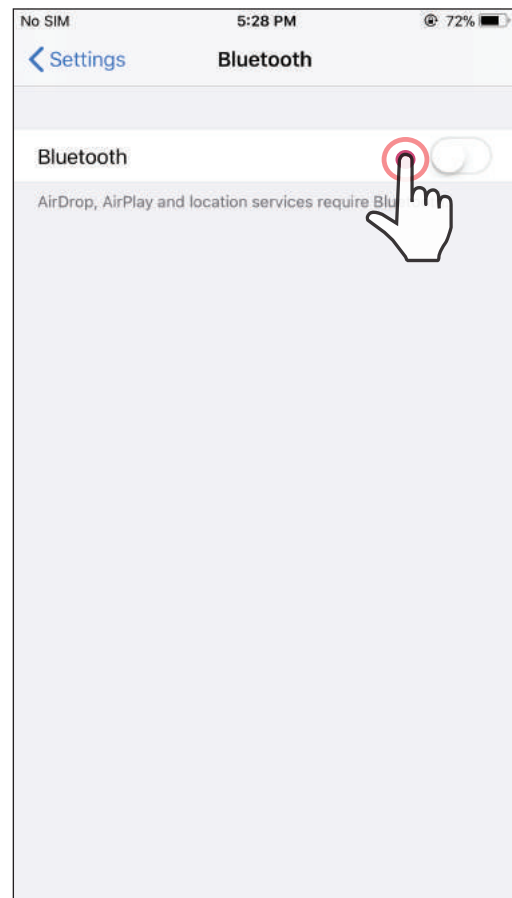 No SIM 5:28 PM 72%
Settings Bluetooth
Bluetooth
AirDrop, AirPlay and location services require